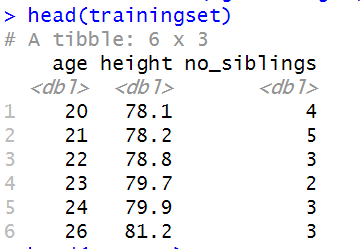 > head(trainingset)
# A tibble: 6 x 3
age height no_siblings
<dbl> <dbl> <dbl>
1 20 78.1 4
2 21 78.2 5
3 22 78.8 3
4 23 79.7 2
5 24 79.9 3
6 26 81.2 3